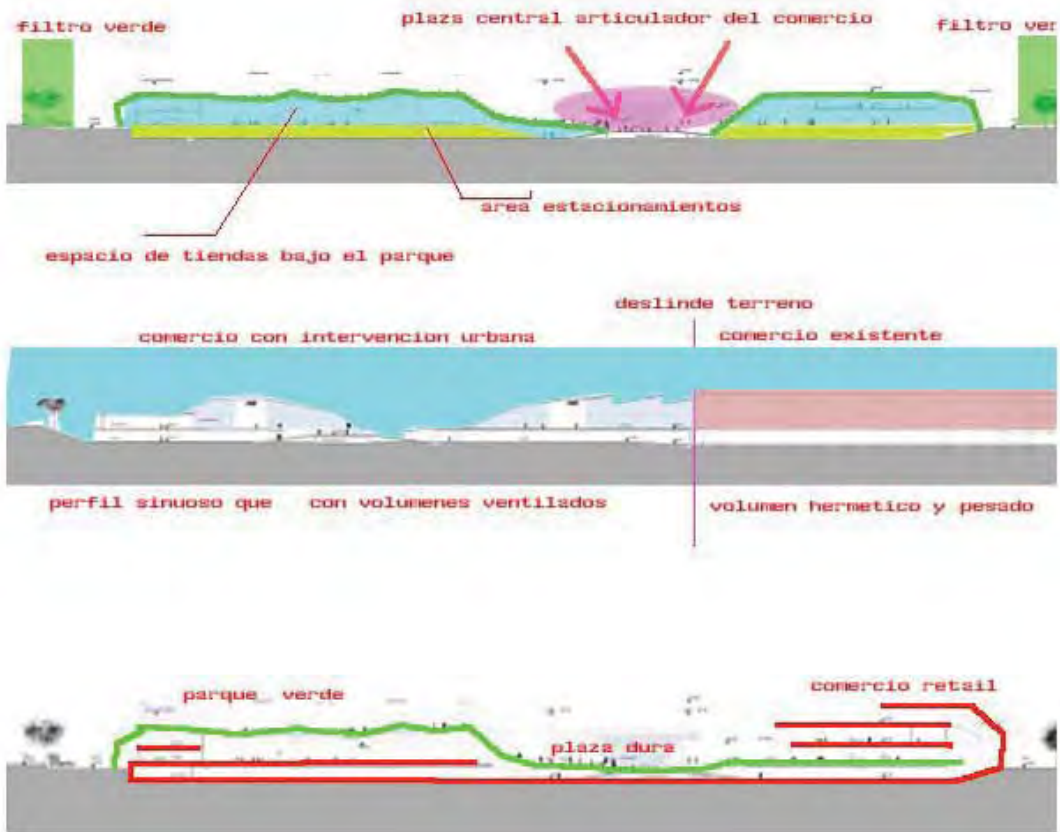 plaza central articulador del comercio
filtro verde
filtro ver
area estacionamientos
espacio de tiendas bajo el parque
deslinde terreno
comercio con intervencion urbana
comercio existente
perfil sinuoso que con volumenes ventilados
volumen hermetico y pesado
parque verde
comercio retail
plaza dura